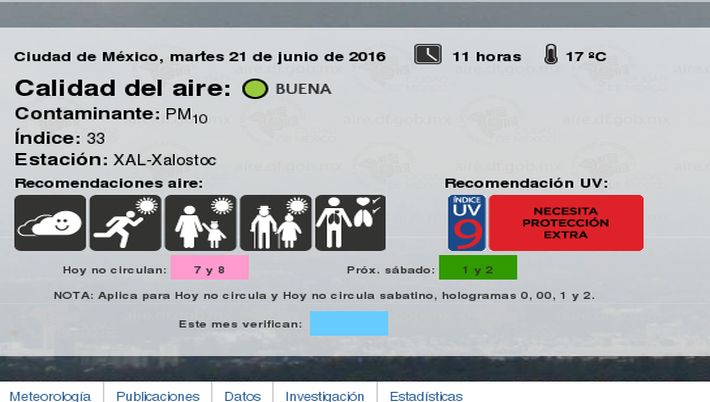 Ciudad de México, martes 21 de junio de 2016 11 horas 17 ºC
Calidad del aire: BUENA
Contaminante: PM10
Índice: 33
Estación: XAL-Xalostoc
Recomendaciones aire: Recomendación UV:
ÍNDICE UV 9 NECESITA PROTECCIÓN EXTRA
Hoy no circulan: 7 y 8 Próx. sábado: 1 y 2
NOTA: Aplica para Hoy no circula y Hoy no circula sabatino, hologramas 0, 00, 1 y 2.
Este mes verifican:
Meteorología Publicaciones Datos Investigación Estadísticas